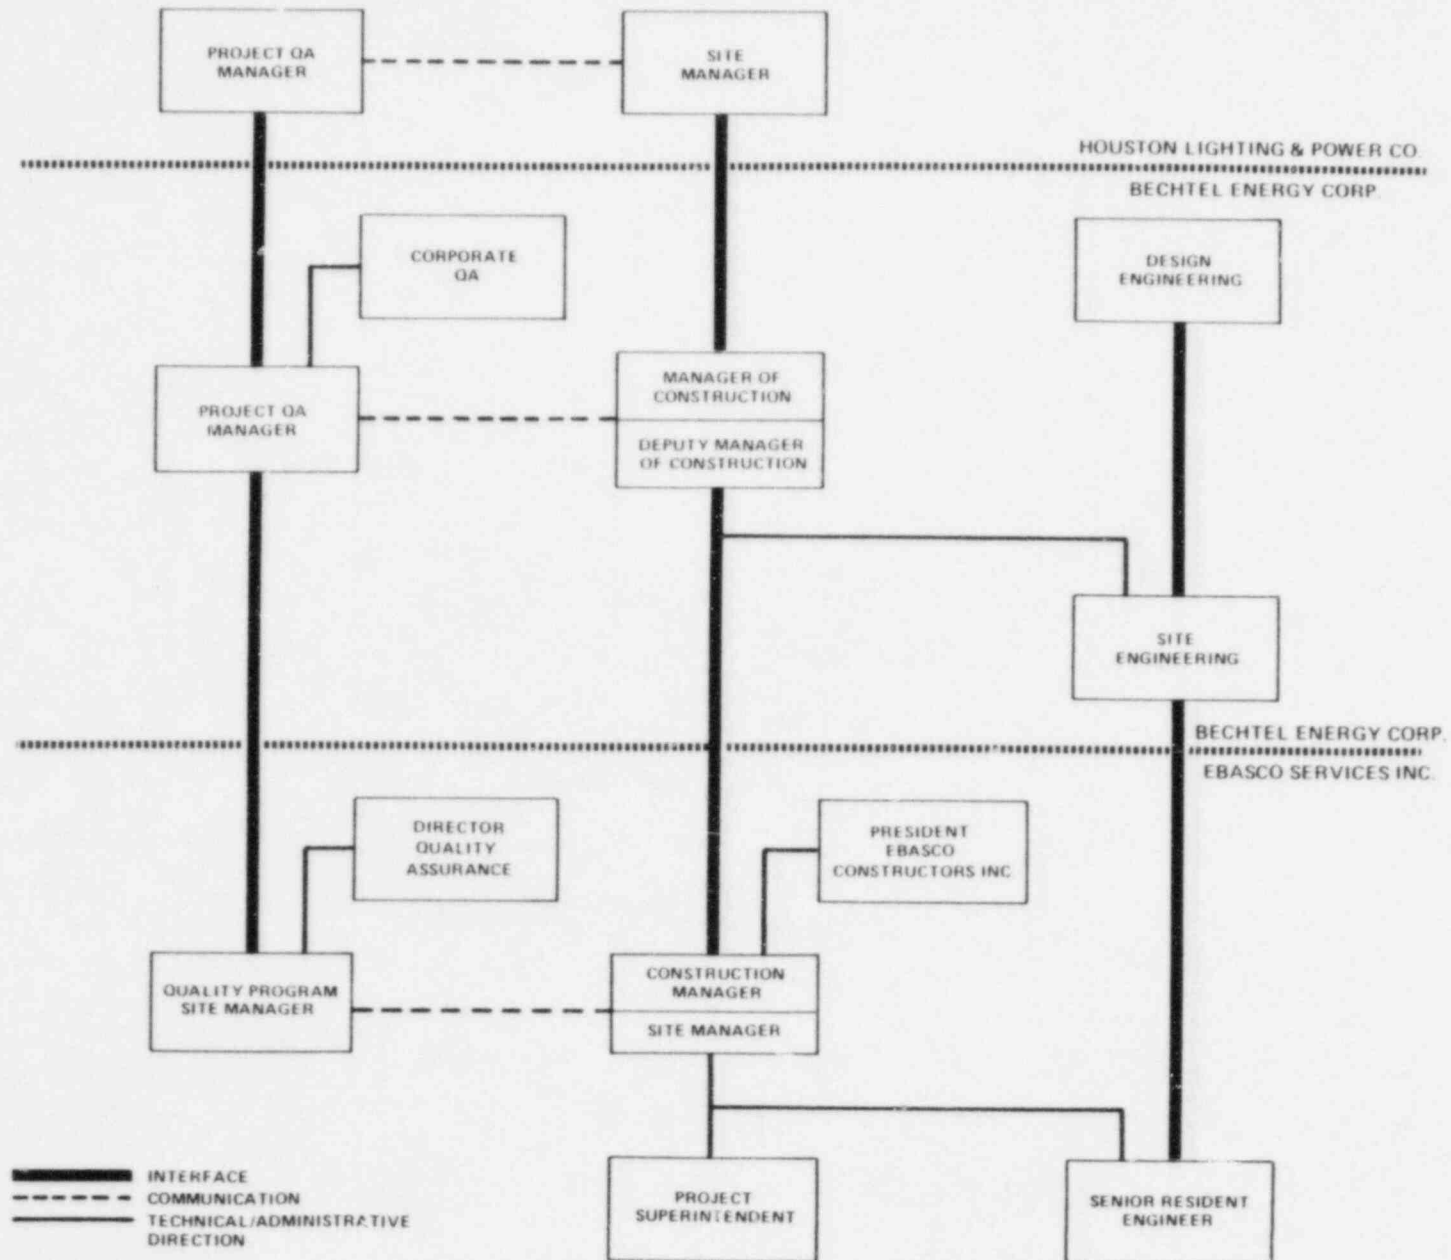 PROJECT QA
MANAGER
SITE
MANAGER
HOUSTON LIGHTING & POWER CO.
BECHTEL ENERGY CORP.
CORPORATE
QA
DESIGN
ENGINEERING
PROJECT QA
MANAGER
MANAGER OF
CONSTRUCTION
DEPUTY MANAGER
OF CONSTRUCTION
SITE
ENGINEERING
BECHTEL ENERGY CORP.
EBASCO SERVICES INC.
DIRECTOR
QUALITY
ASSURANCE
PRESIDENT
EBASCO
CONSTRUCTORS INC
QUALITY PROGRAM
SITE MANAGER
CONSTRUCTION
MANAGER
SITE MANAGER
INTERFACE
COMMUNICATION
TECHNICAL/ADMINISTRATIVE
DIRECTION
PROJECT
SUPERINTENDENT
SENIOR RESIDENT
ENGINEER